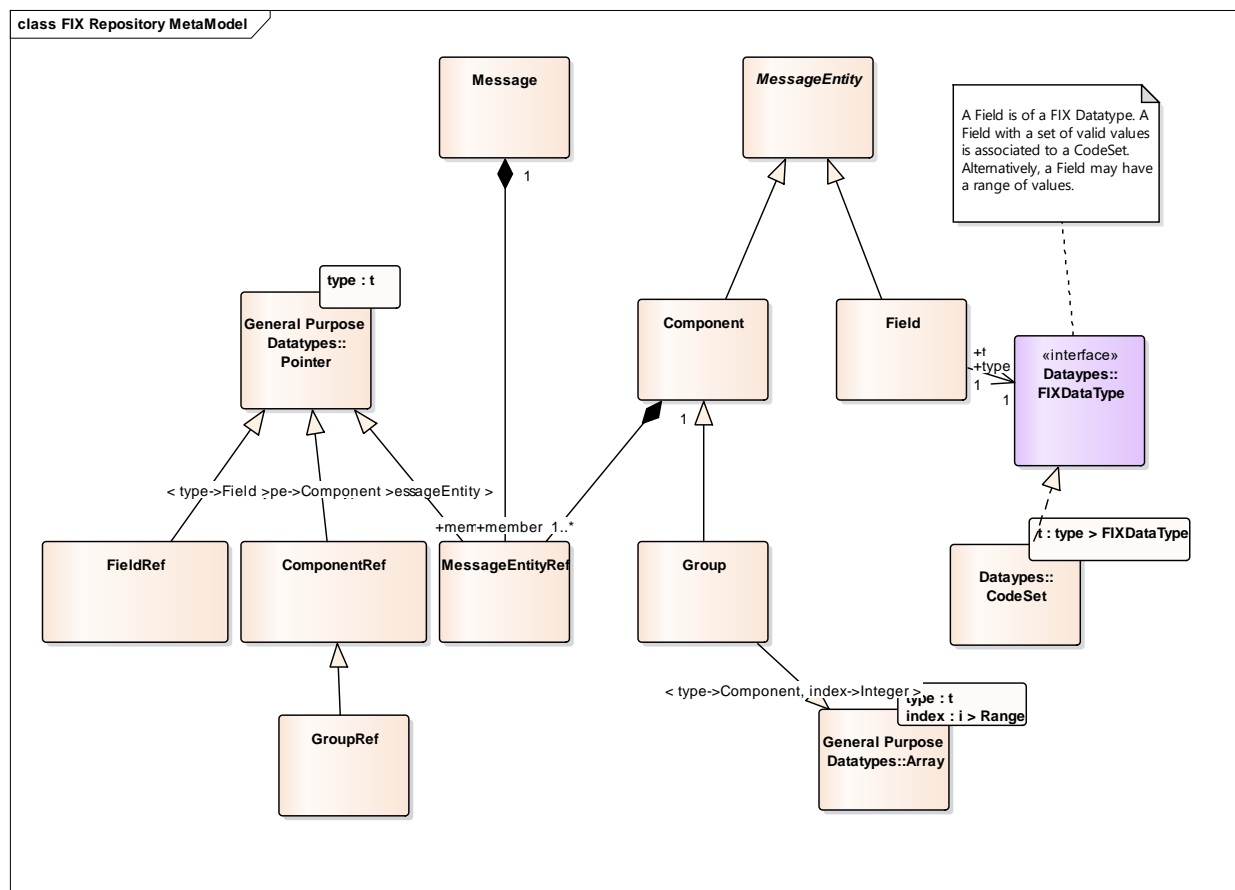 class FIX Repository MetaModel
Message
MessageEntity
A Field is of a FIX Datatype. A
Field with a set of valid values
is associated to a CodeSet.
Alternatively, a Field may have
a range of values.
1
type : t
General Purpose
Datatypes::
Pointer
Component
Field
«interface»
Dataypes::
FIXDataType
+t
+type
1
1
1
< type->Field >
pe->Component >
essageEntity >
+mem
+member
1..*
t : type > FIXDataType
FieldRef
ComponentRef
MessageEntityRef
Group
Dataypes::
CodeSet
< type->Component, index->Integer >
type : t
index : i > Range
GroupRef
General Purpose
Datatypes::Array